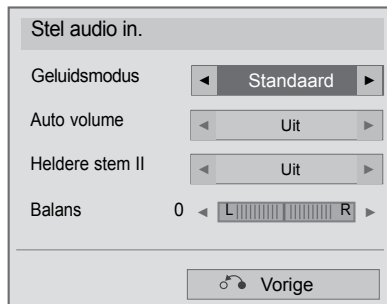 Stel audio in.
Geluidsmodus ◄ Standaard ►
Auto volume ◄ Uit ►
Heldere stem II ◄ Uit ►
Balans 0 ◄ L R ►
Vorige